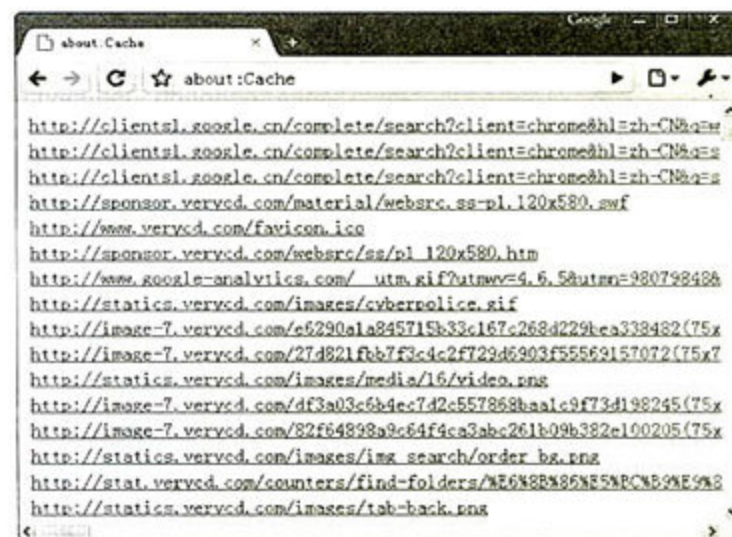 Google
about:Cache
about:Cache
http://clients1.google.cn/complete/search?client=chrome&hl=zh-CN&q=w
http://clients1.google.cn/complete/search?client=chrome&hl=zh-CN&q=s
http://clients1.google.cn/complete/search?client=chrome&hl=zh-CN&q=s
http://sponsor.verycd.com/material/websrc.ss-pl.120x580.swf
http://www.verycd.com/favicon.ico
http://sponsor.verycd.com/websrc/ss/pl_120x580.htm
http://www.google-analytics.com/__utm.gif?utmwv=4.6.5&utmn=98079848&
http://statics.verycd.com/images/cyberpolice.gif
http://image-7.verycd.com/e6290a1a845715b33c167c268d229bea338482(75x
http://image-7.verycd.com/27d821fbb7f3c4c2f729d6903f55569157072(75x7
http://statics.verycd.com/images/media/16/video.png
http://image-7.verycd.com/df3a03c6b4ec7d2c557868baa1c9f73d198245(75x
http://image-7.verycd.com/82f64898a9c64f4ca3abc261b09b382e100205(75x
http://statics.verycd.com/images/img_search/order_bg.png
http://stat.verycd.com/counters/find-folders/%E6%8B%86%E5%BC%B9%E9%8
http://statics.verycd.com/images/tab-back.png